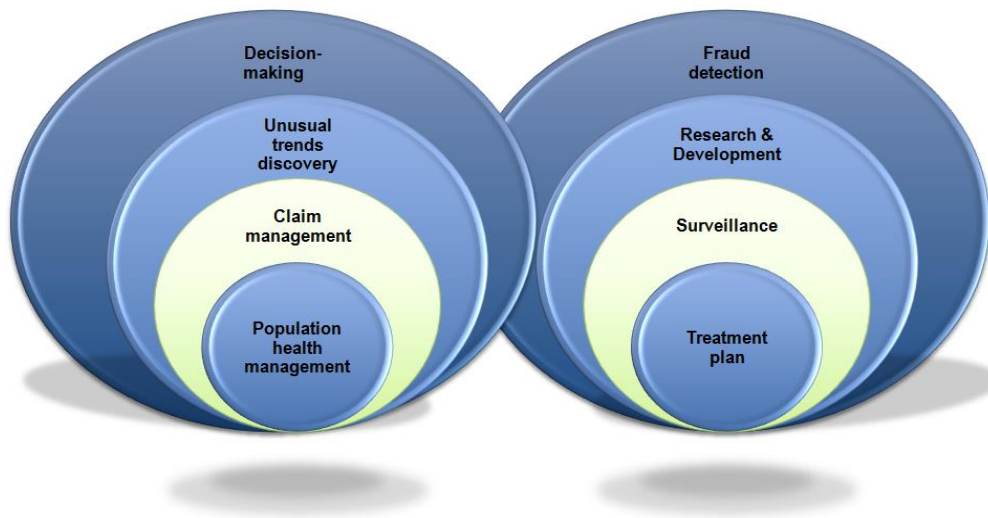 Decision-
making
Unusual
trends
discovery
Claim
management
Population
health
management
Fraud
detection
Research &
Development
Surveillance
Treatment
plan